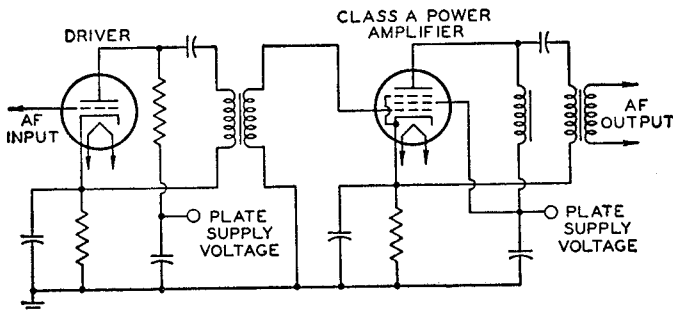 DRIVER
CLASS A POWER
AMPLIFIER
AF
INPUT
AF
OUTPUT
PLATE
SUPPLY
VOLTAGE
PLATE
SUPPLY
VOLTAGE